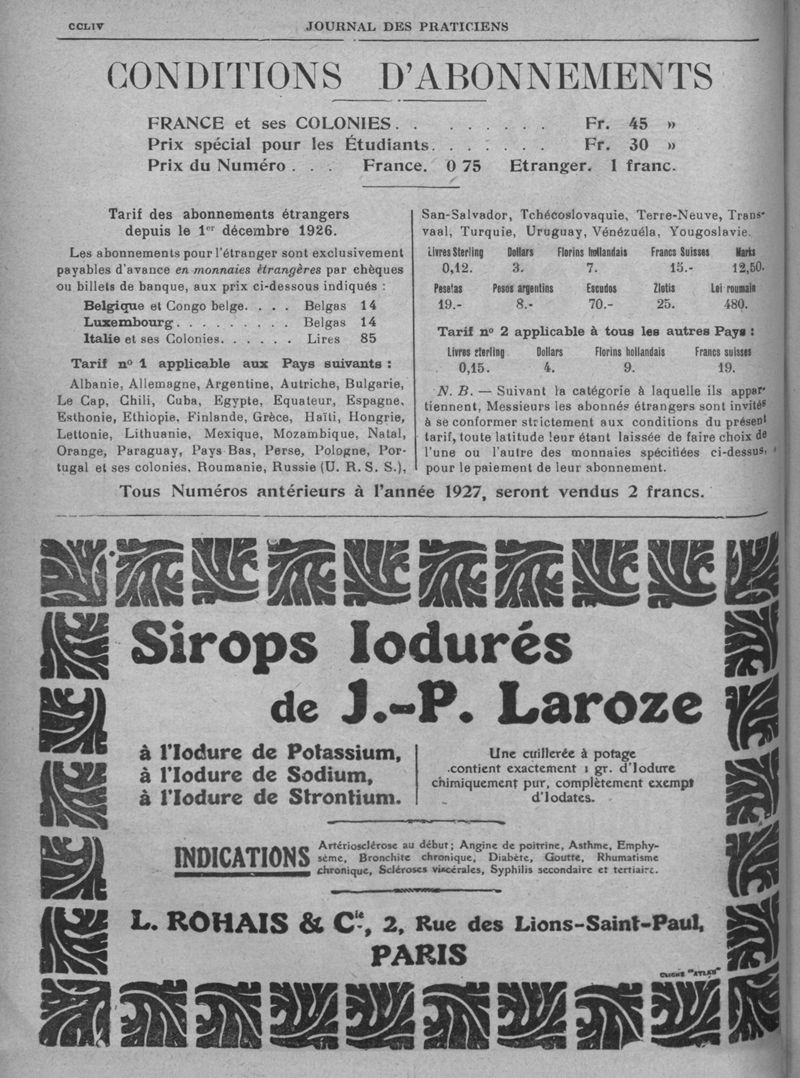 CCLIV
JOURNAL DES PRATICIENS
CONDITIONS D'ABONNEMENTS
FRANCE et ses COLONIES. . . . . . . . . Fr. 45 »
Prix spécial pour les Étudiants. . . . . . . Fr. 30 »
Prix du Numéro . . . France. 0 75 Etranger. 1 franc.
Tarif des abonnements étrangers
depuis le 1er décembre 1926.
Les abonnements pour l'étranger sont exclusivement
payables d'avance en monnaies étrangères par chèques
ou billets de banque, aux prix ci-dessous indiqués :
Belgique et Congo belge. . . . Belgas 14
Luxembourg. . . . . . . . . Belgas 14
Italie et ses Colonies. . . . . . Lires 85
Tarif no 1 applicable aux Pays suivants :
Albanie, Allemagne, Argentine, Autriche, Bulgarie,
Le Cap, Chili, Cuba, Egypte, Equateur, Espagne,
Esthonie, Ethiopie, Finlande, Grèce, Haïti, Hongrie,
Lettonie, Lithuanie, Mexique, Mozambique, Natal,
Orange, Paraguay, Pays Bas, Perse, Pologne, Por-
tugal et ses colonies, Roumanie, Russie (U. R. S. S.),
San-Salvador, Tchécoslovaquie, Terre-Neuve, Trans-
vaal, Turquie, Uruguay, Vénézuéla, Yougoslavie.
Livres Sterling Dollars Florins hollandais Francs Suisses Marks
0,12. 3. 7. 15.- 12,50.
Pesetas Pesos argentins Escudos Zlotis Lei roumain
19.- 8.- 70.- 25. 480.
Tarif no 2 applicable à tous les autres Pays :
Livres sterling Dollars Florins hollandais Francs suisses
0,15. 4. 9. 19.
N. B. — Suivant la catégorie à laquelle ils appar-
tiennent, Messieurs les abonnés étrangers sont invités
à se conformer strictement aux conditions du présent
tarif, toute latitude leur étant laissée de faire choix de
l'une ou l'autre des monnaies spécifiées ci-dessus,
pour le paiement de leur abonnement.
Tous Numéros antérieurs à l'année 1927, seront vendus 2 francs.
Sirops Iodurés
de J.-P. Laroze
à l'Iodure de Potassium,
à l'Iodure de Sodium,
à l'Iodure de Strontium.
Une cuillerée à potage
contient exactement 1 gr. d'Iodure
chimiquement pur, complètement exempt
d'Iodates.
INDICATIONS
Artériosclérose au début ; Angine de poitrine, Asthme, Emphy-
sème, Bronchite chronique, Diabète, Goutte, Rhumatisme
chronique, Scléroses viscérales, Syphilis secondaire et tertiaire.
L. ROHAIS & Cie, 2, Rue des Lions-Saint-Paul,
PARIS
CLICHÉ "ATLAS"